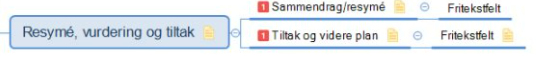 1 Sammendrag/resymé Fritekstfelt
Resymé, vurdering og tiltak
1 Tiltak og videre plan Fritekstfelt